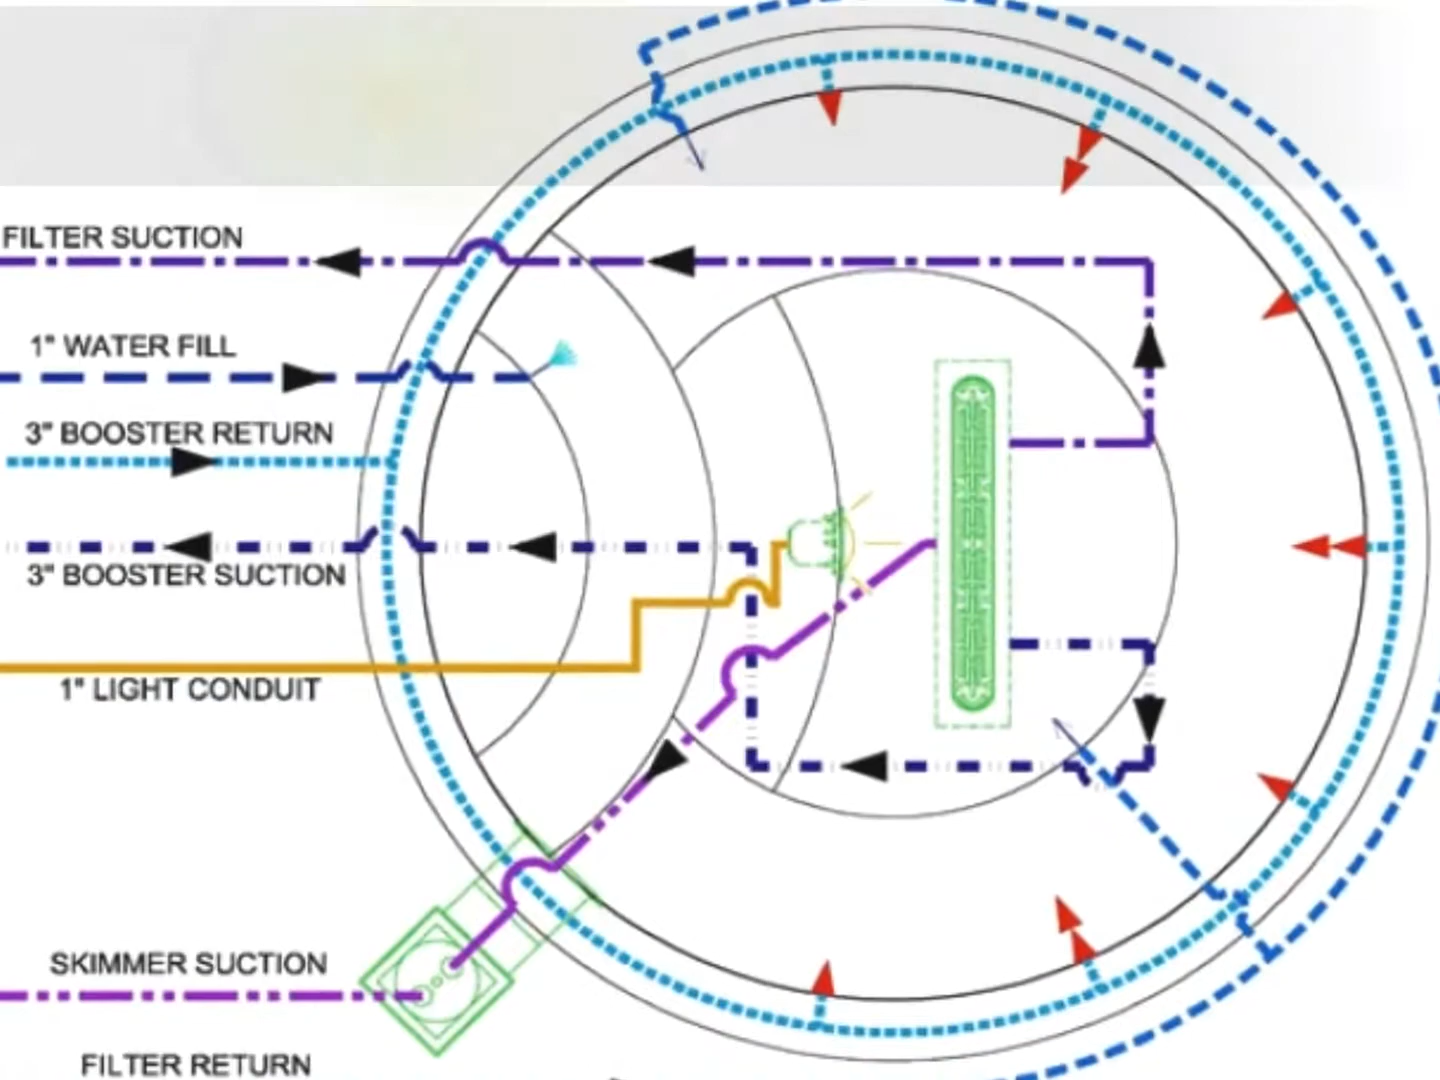 FILTER SUCTION
1" WATER FILL
3" BOOSTER RETURN
3" BOOSTER SUCTION
1" LIGHT CONDUIT
SKIMMER SUCTION
FILTER RETURN